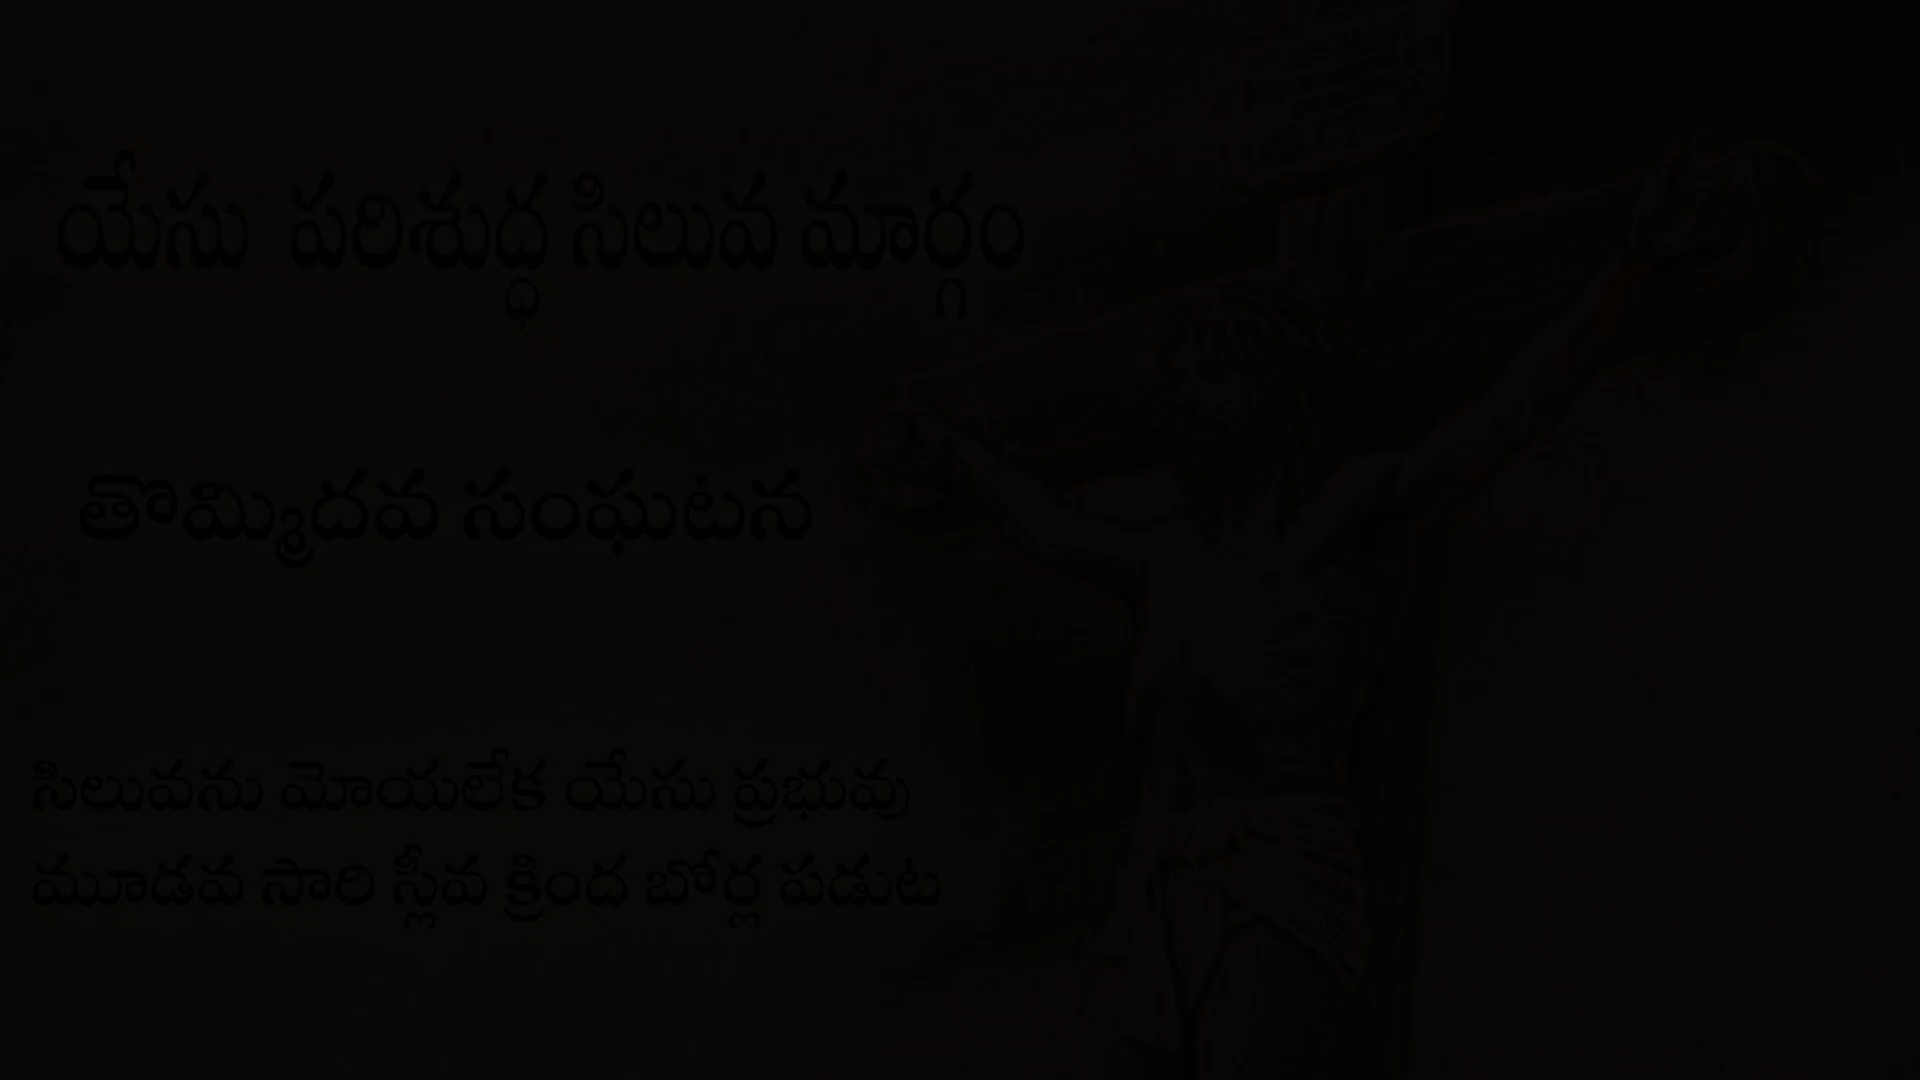 యేసు పరిశుద్ధ సిలువ మార్గం
తొమ్మిదవ సంఘటన
సిలువను మోయలేక యేసు ప్రభువు
మూడవ సారి స్లీవ క్రింద బోర్ల పడుట